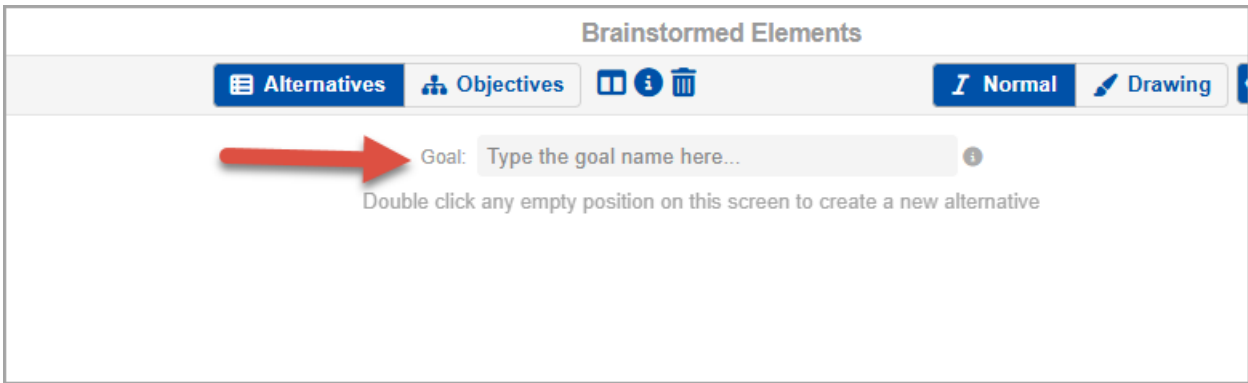 Brainstormed Elements
Alternatives Objectives Normal Drawing
Goal: Type the goal name here...
Double click any empty position on this screen to create a new alternative